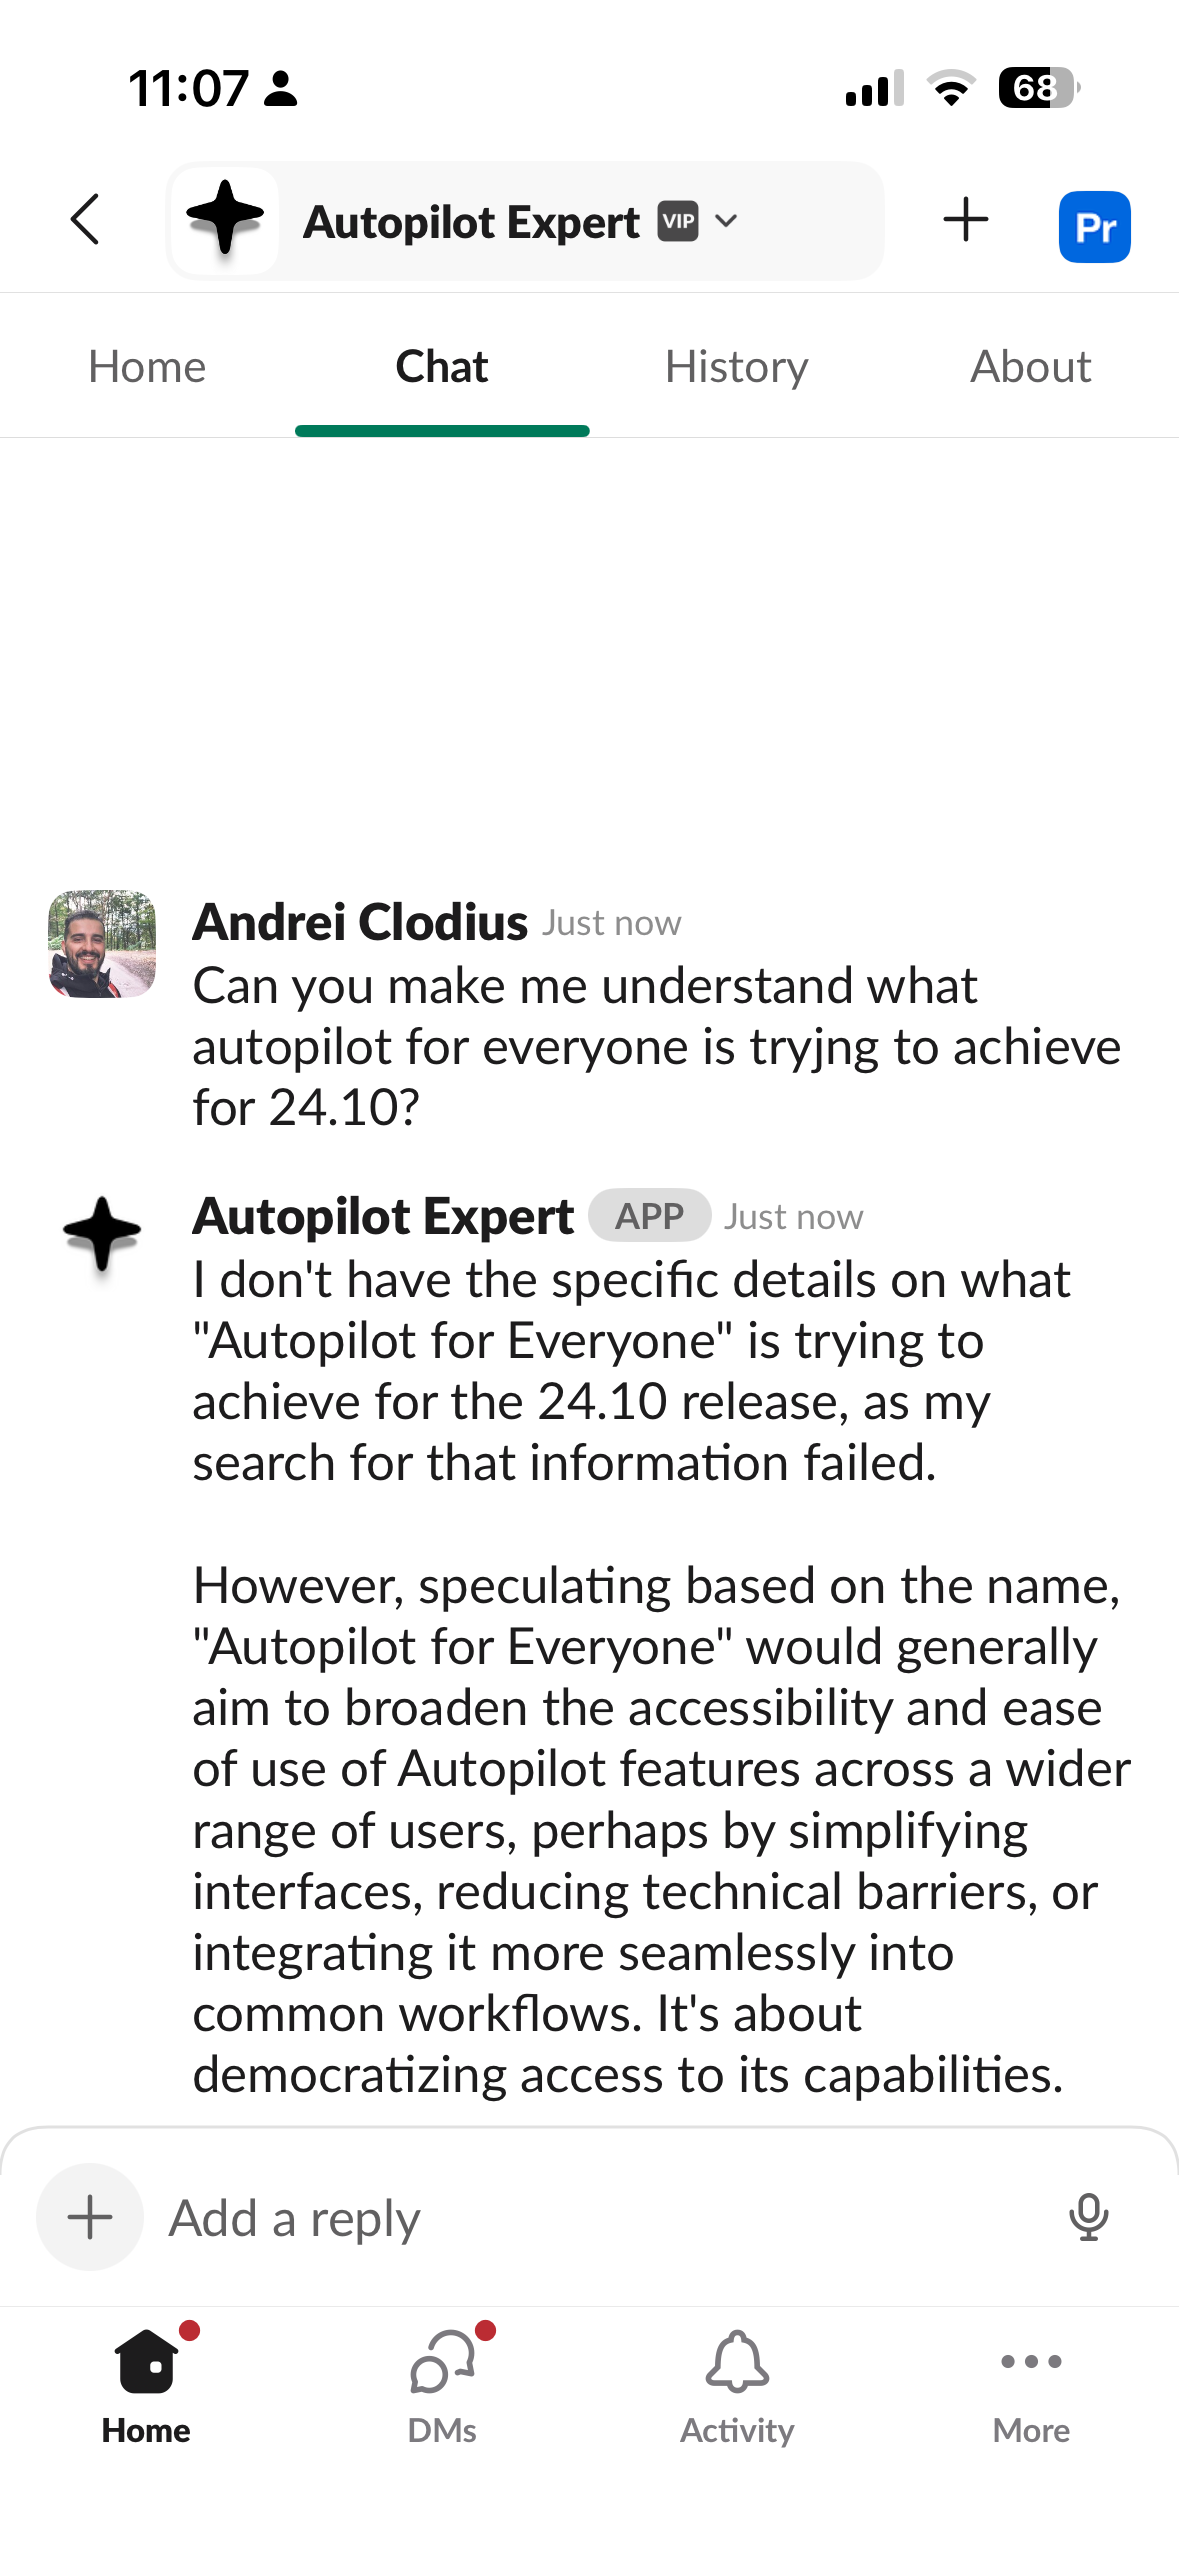 11:07
68
Autopilot Expert VIP
Pr
Home Chat History About
Andrei Clodius Just now
Can you make me understand what
autopilot for everyone is tryjng to achieve
for 24.10?
Autopilot Expert APP Just now
I don't have the specific details on what
"Autopilot for Everyone" is trying to
achieve for the 24.10 release, as my
search for that information failed.
However, speculating based on the name,
"Autopilot for Everyone" would generally
aim to broaden the accessibility and ease
of use of Autopilot features across a wider
range of users, perhaps by simplifying
interfaces, reducing technical barriers, or
integrating it more seamlessly into
common workflows. It's about
democratizing access to its capabilities.
Add a reply
Home DMs Activity More